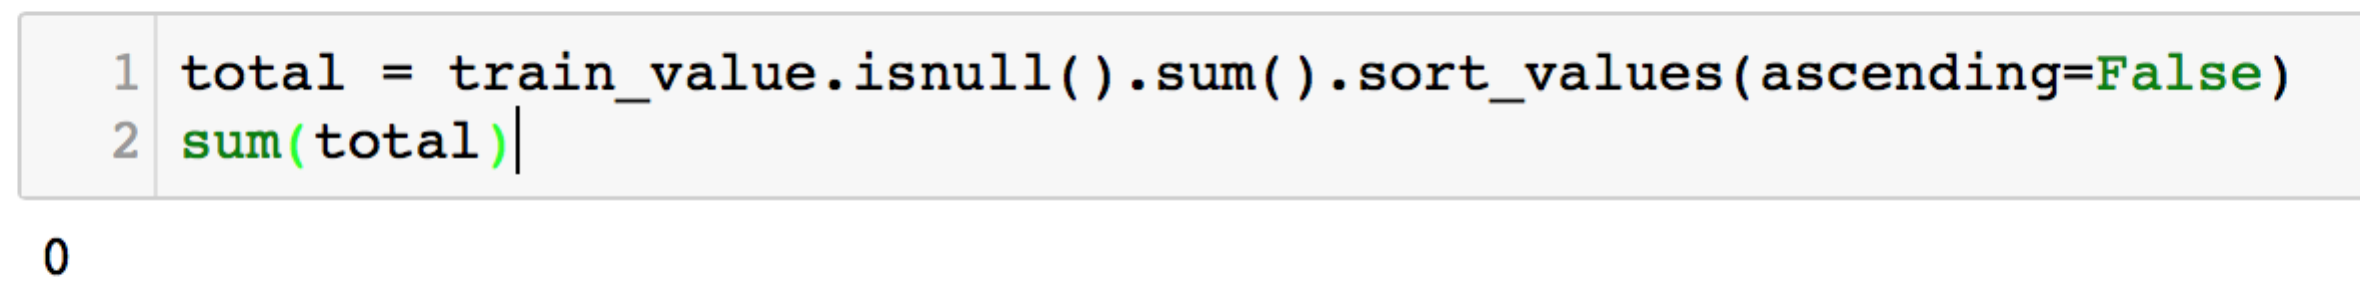 1 total = train_value.isnull().sum().sort_values(ascending=False)
2 sum(total)
0